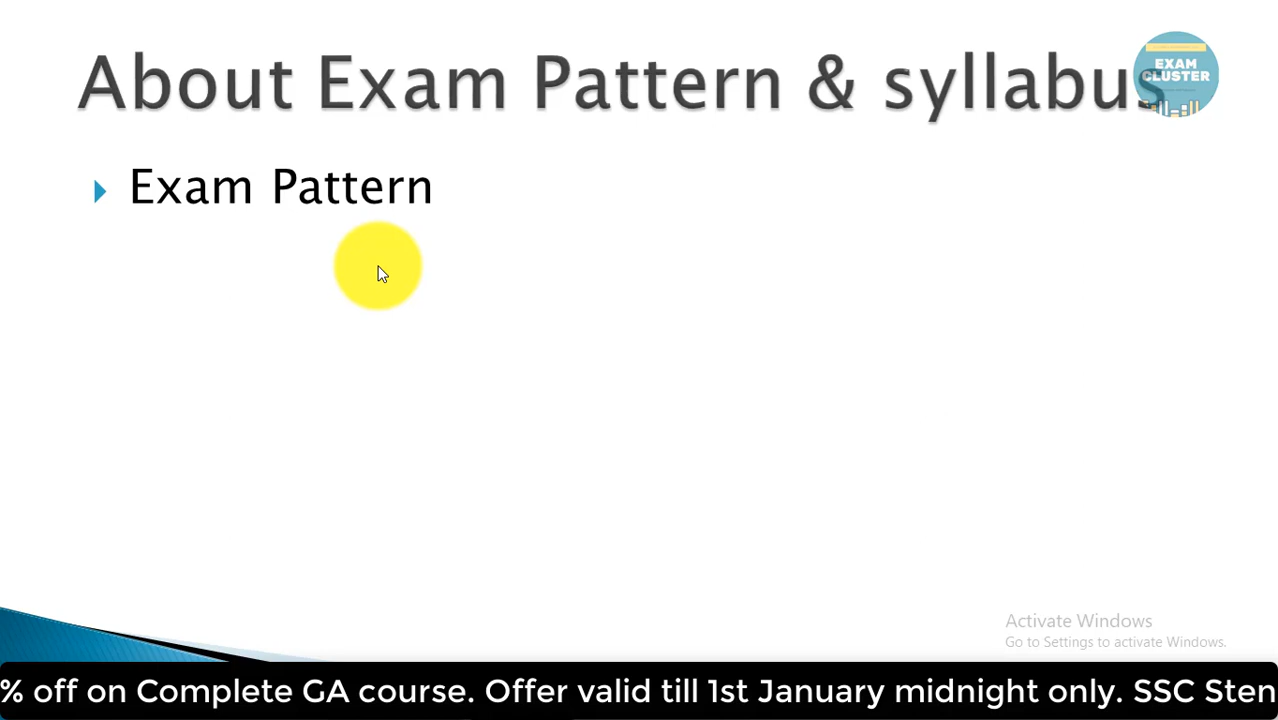 About Exam Pattern & syllabus
EXAM
CLUSTER
Exam Pattern
Activate Windows
Go to Settings to activate Windows.
% off on Complete GA course. Offer valid till 1st January midnight only. SSC Sten